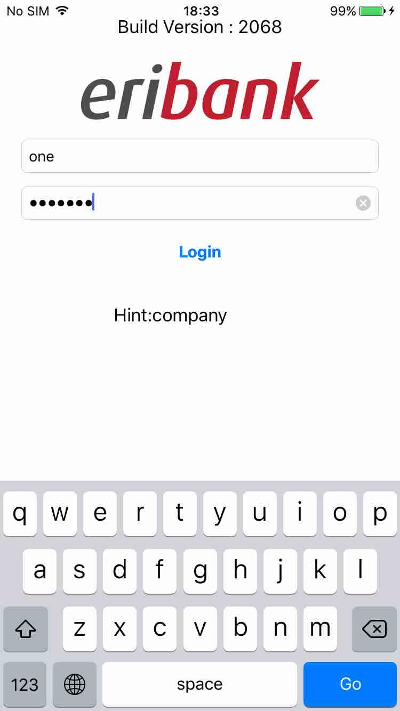 No SIM 18:33 99%
Build Version : 2068
eribank
one
•••••••
Login
Hint:company
q w e r t y u i o p
a s d f g h j k l
z x c v b n m
123 space Go